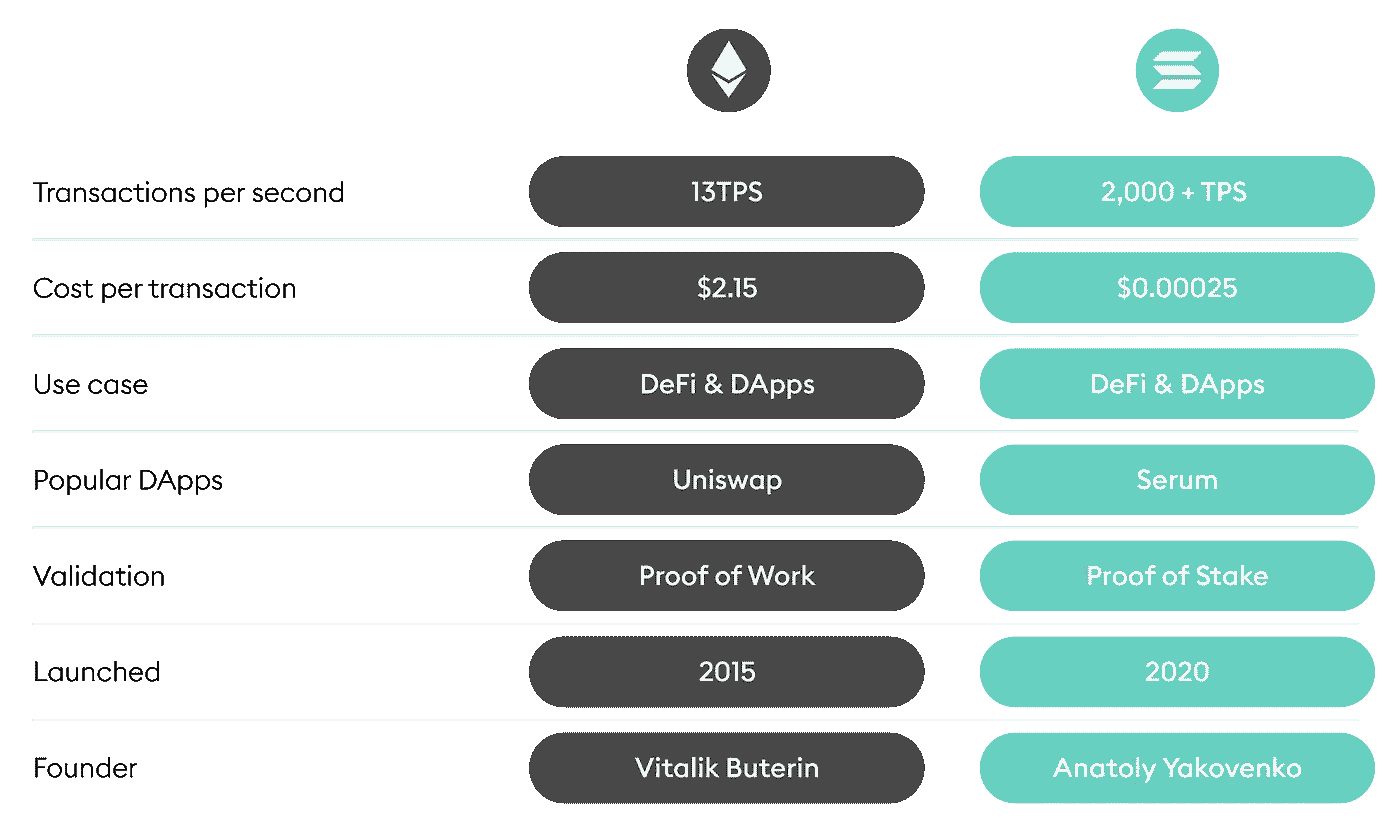 Transactions per second 13TPS 2,000 + TPS
Cost per transaction $2.15 $0.00025
Use case DeFi & DApps DeFi & DApps
Popular DApps Uniswap Serum
Validation Proof of Work Proof of Stake
Launched 2015 2020
Founder Vitalik Buterin Anatoly Yakovenko